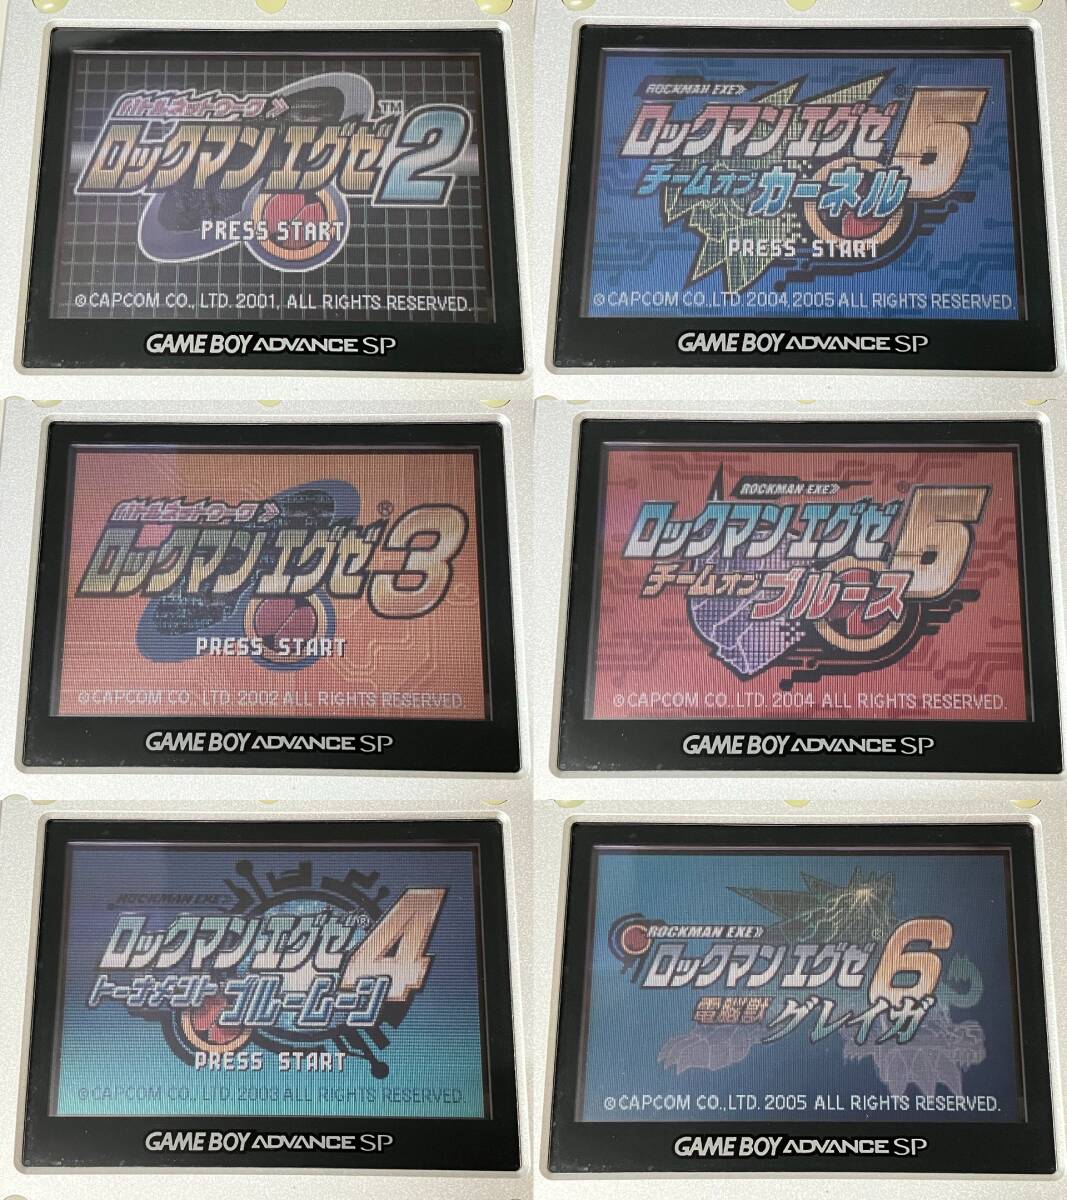 バトルネットワーク
ロックマン エグゼ 2 ™
PRESS START
©CAPCOM CO., LTD. 2001, ALL RIGHTS RESERVED.
GAME BOY ADVANCE SP
ROCKMAN EXE
ロックマン エグゼ 5 ®
チームオブ カーネル
PRESS START
©CAPCOM CO., LTD. 2004, 2005 ALL RIGHTS RESERVED.
GAME BOY ADVANCE SP
バトルネットワーク
ロックマン エグゼ 3 ®
PRESS START
©CAPCOM CO., LTD. 2002 ALL RIGHTS RESERVED.
GAME BOY ADVANCE SP
ROCKMAN EXE
ロックマン エグゼ 5 ®
チームオブ ブルース
©CAPCOM CO., LTD. 2004 ALL RIGHTS RESERVED.
GAME BOY ADVANCE SP
ROCKMAN EXE
ロックマン エグゼ 4 ®
トーナメント ブルームーン
PRESS START
©CAPCOM CO., LTD. 2003 ALL RIGHTS RESERVED.
GAME BOY ADVANCE SP
ROCKMAN EXE
ロックマン エグゼ 6 ®
電脳獣 グレイガ
©CAPCOM CO., LTD. 2005 ALL RIGHTS RESERVED.
GAME BOY ADVANCE SP